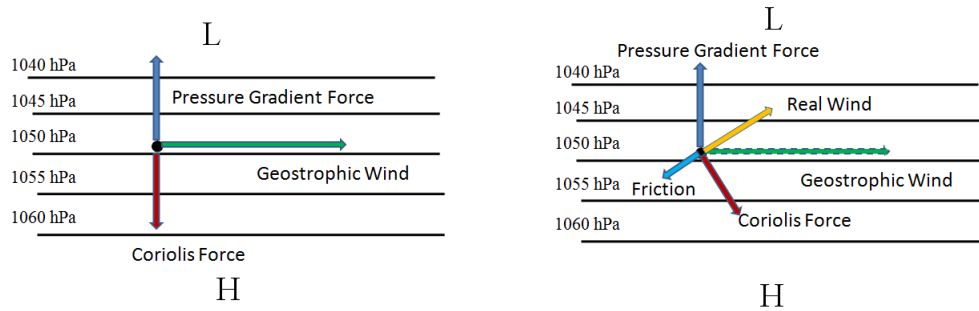 L
1040 hPa
Pressure Gradient Force
1045 hPa
1050 hPa
Geostrophic Wind
1055 hPa
1060 hPa
Coriolis Force
H
L
Pressure Gradient Force
1040 hPa
Real Wind
1045 hPa
1050 hPa
Geostrophic Wind
1055 hPa
Friction
Coriolis Force
1060 hPa
H